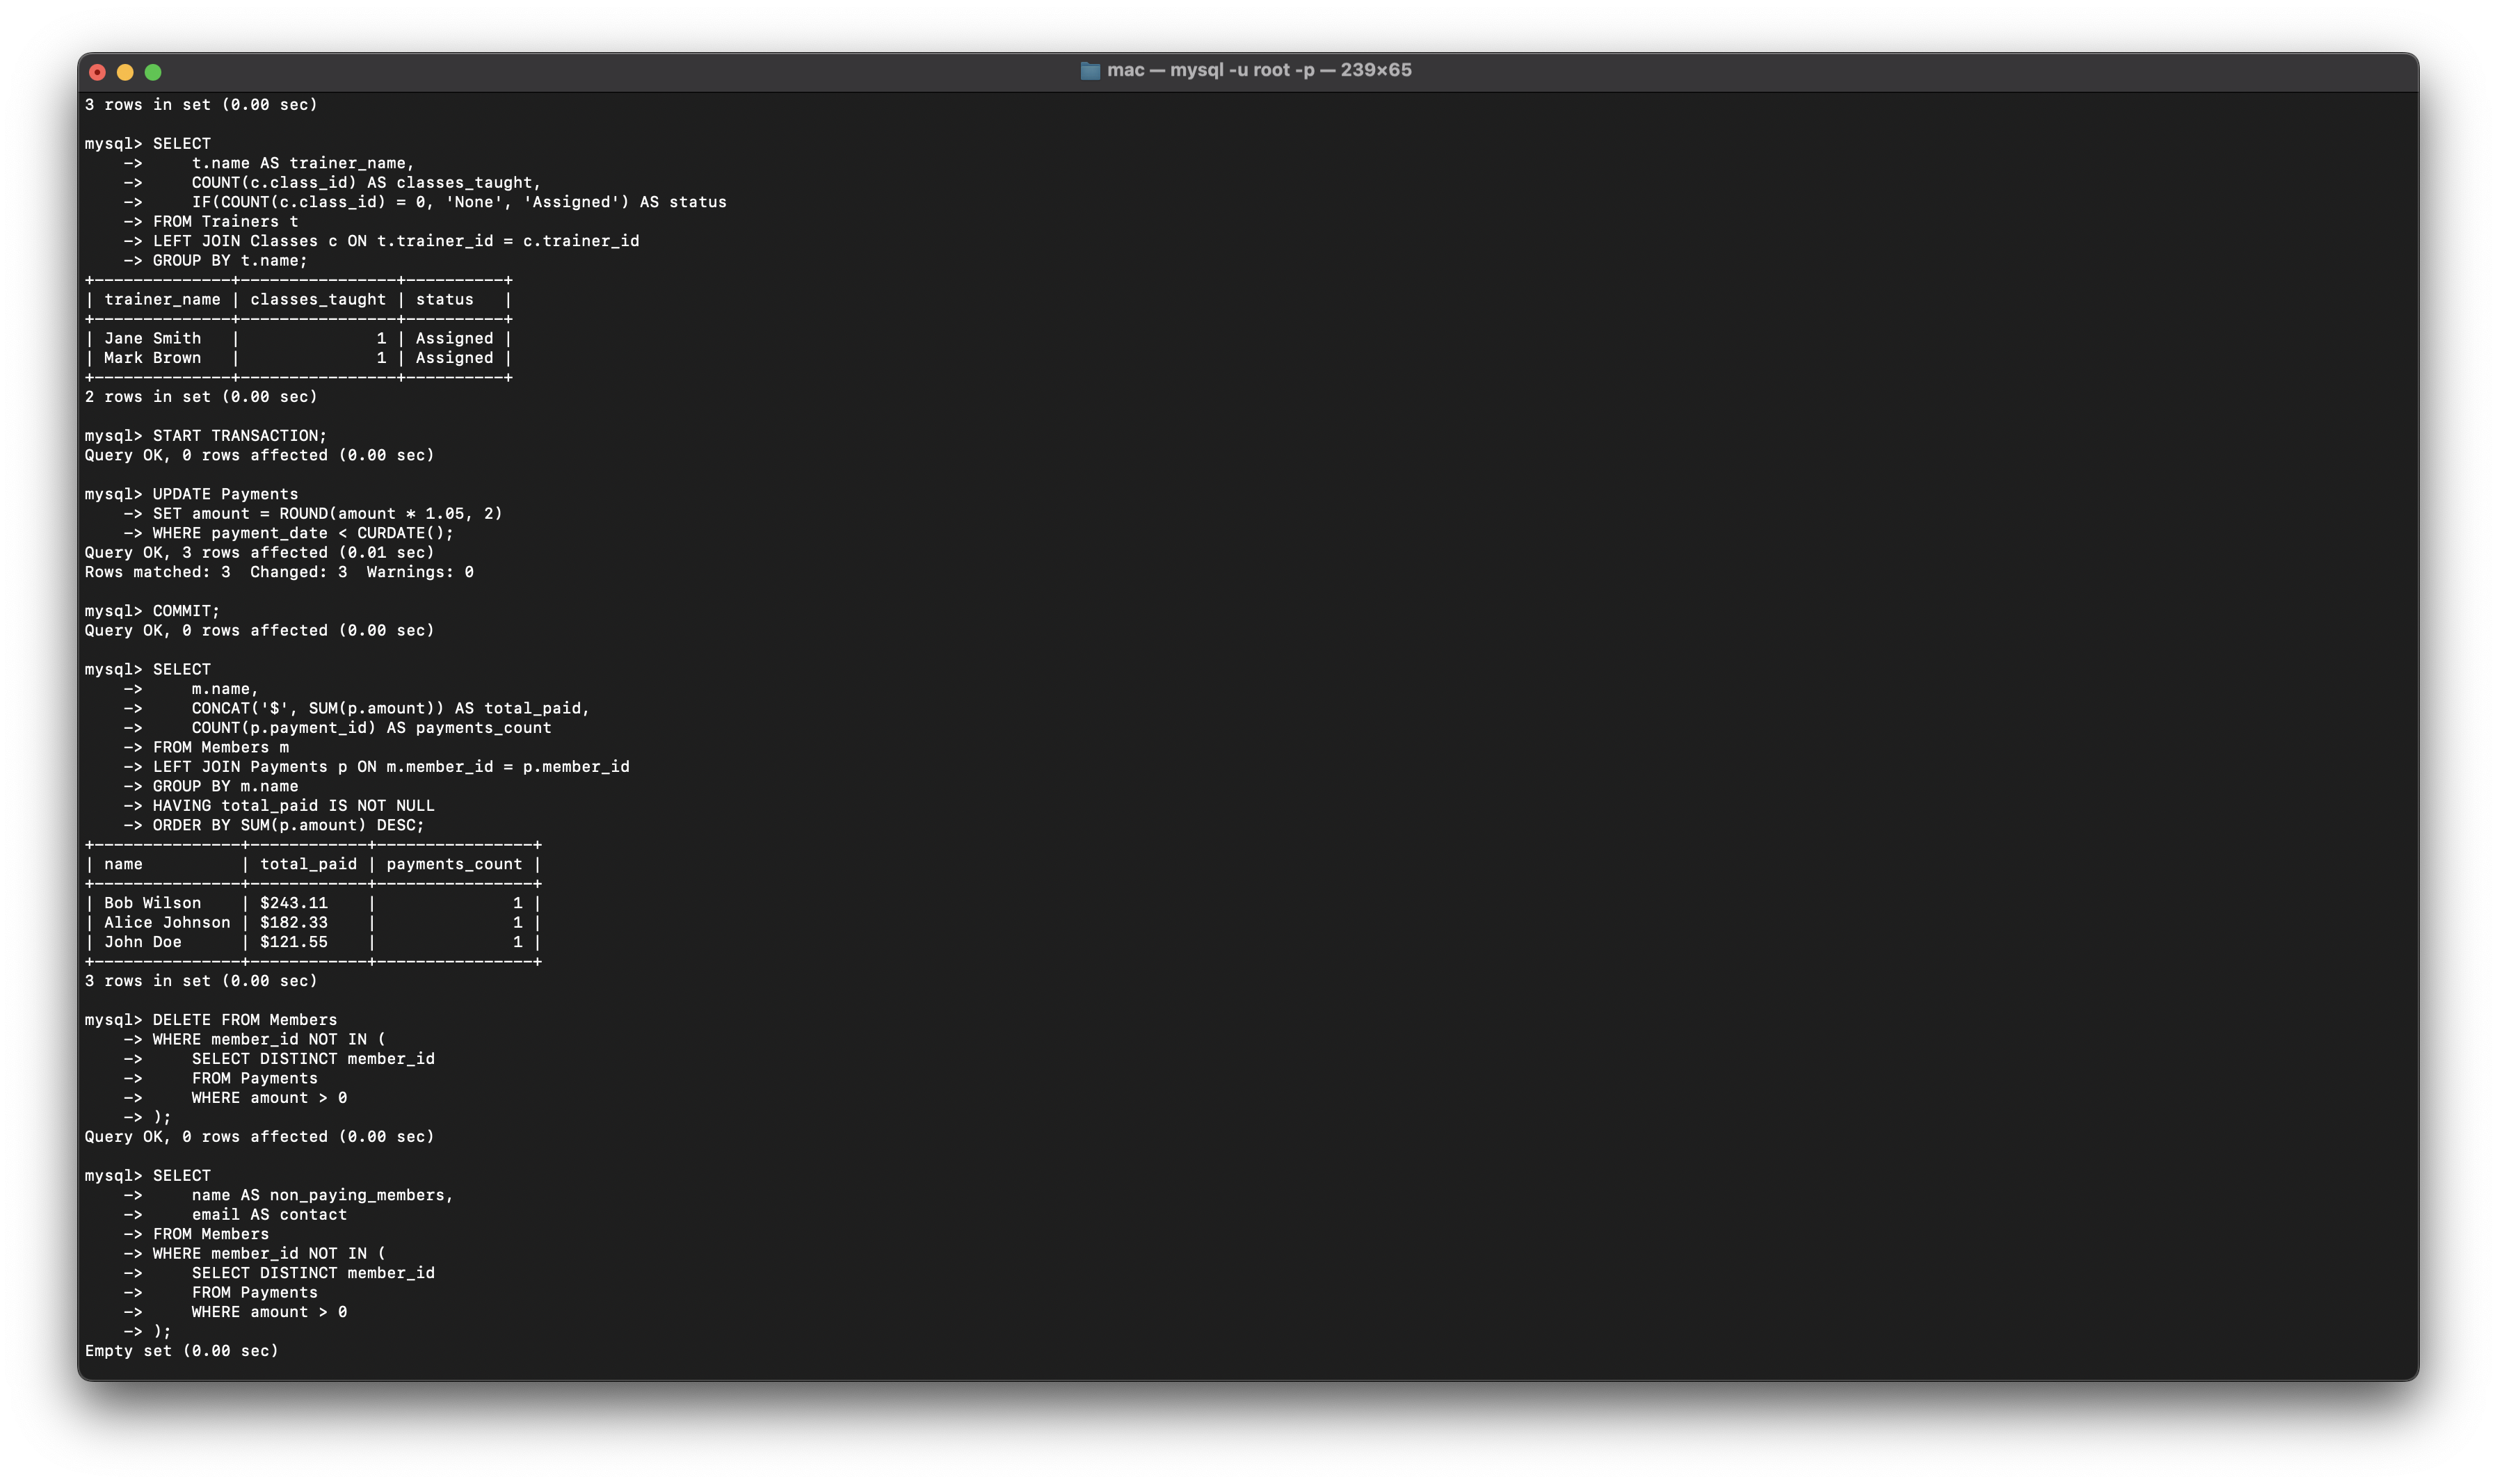 mac — mysql -u root -p — 239×65
3 rows in set (0.00 sec)
mysql> SELECT
    ->     t.name AS trainer_name,
    ->     COUNT(c.class_id) AS classes_taught,
    ->     IF(COUNT(c.class_id) = 0, 'None', 'Assigned') AS status
    -> FROM Trainers t
    -> LEFT JOIN Classes c ON t.trainer_id = c.trainer_id
    -> GROUP BY t.name;
+--------------+----------------+----------+
| trainer_name | classes_taught | status   |
+--------------+----------------+----------+
| Jane Smith   |              1 | Assigned |
| Mark Brown   |              1 | Assigned |
+--------------+----------------+----------+
2 rows in set (0.00 sec)
mysql> START TRANSACTION;
Query OK, 0 rows affected (0.00 sec)
mysql> UPDATE Payments
    -> SET amount = ROUND(amount * 1.05, 2)
    -> WHERE payment_date < CURDATE();
Query OK, 3 rows affected (0.01 sec)
Rows matched: 3  Changed: 3  Warnings: 0
mysql> COMMIT;
Query OK, 0 rows affected (0.00 sec)
mysql> SELECT
    ->     m.name,
    ->     CONCAT('$', SUM(p.amount)) AS total_paid,
    ->     COUNT(p.payment_id) AS payments_count
    -> FROM Members m
    -> LEFT JOIN Payments p ON m.member_id = p.member_id
    -> GROUP BY m.name
    -> HAVING total_paid IS NOT NULL
    -> ORDER BY SUM(p.amount) DESC;
+---------------+------------+----------------+
| name          | total_paid | payments_count |
+---------------+------------+----------------+
| Bob Wilson    | $243.11    |              1 |
| Alice Johnson | $182.33    |              1 |
| John Doe      | $121.55    |              1 |
+---------------+------------+----------------+
3 rows in set (0.00 sec)
mysql> DELETE FROM Members
    -> WHERE member_id NOT IN (
    ->     SELECT DISTINCT member_id
    ->     FROM Payments
    ->     WHERE amount > 0
    -> );
Query OK, 0 rows affected (0.00 sec)
mysql> SELECT
    ->     name AS non_paying_members,
    ->     email AS contact
    -> FROM Members
    -> WHERE member_id NOT IN (
    ->     SELECT DISTINCT member_id
    ->     FROM Payments
    ->     WHERE amount > 0
    -> );
Empty set (0.00 sec)